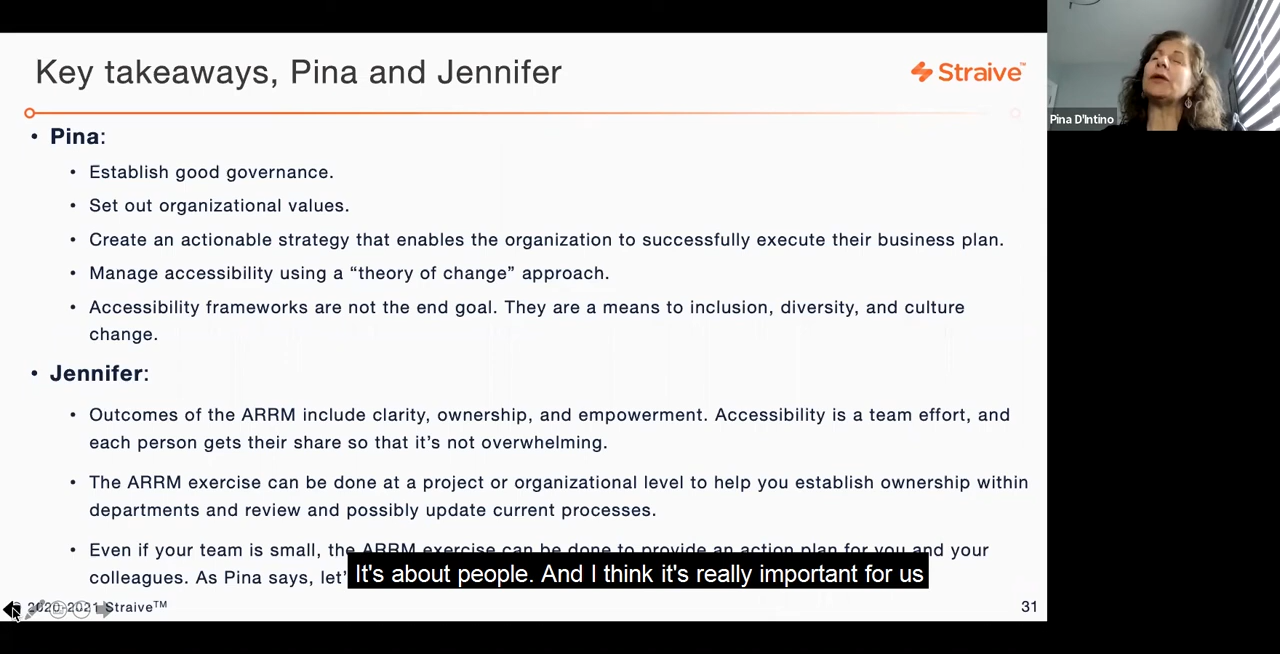 Key takeaways, Pina and Jennifer
Straive™
Pina D'Intino
• Pina:
• Establish good governance.
• Set out organizational values.
• Create an actionable strategy that enables the organization to successfully execute their business plan.
• Manage accessibility using a “theory of change” approach.
• Accessibility frameworks are not the end goal. They are a means to inclusion, diversity, and culture
change.
• Jennifer:
• Outcomes of the ARRM include clarity, ownership, and empowerment. Accessibility is a team effort, and
each person gets their share so that it’s not overwhelming.
• The ARRM exercise can be done at a project or organizational level to help you establish ownership within
departments and review and possibly update current processes.
• Even if your team is small, the ARRM exercise can be done to provide an action plan for you and your
colleagues. As Pina says, let’
It's about people. And I think it's really important for us
2020-2021 Straive™
31